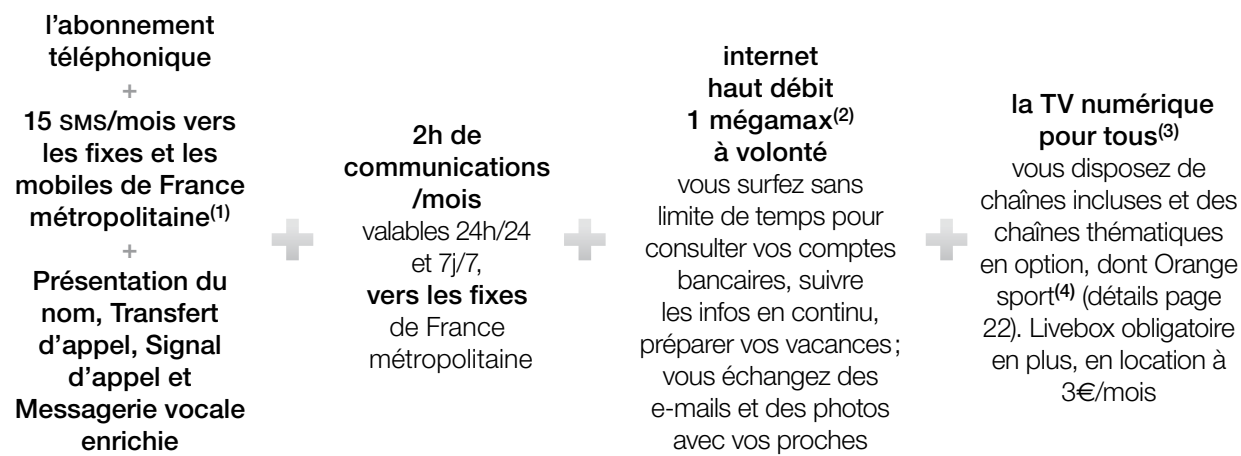 l’abonnement
téléphonique
+
15 SMS/mois vers
les fixes et les
mobiles de France
métropolitaine(1)
+
Présentation du
nom, Transfert
d’appel, Signal
d’appel et
Messagerie vocale
enrichie
+
2h de
communications
/mois
valables 24h/24
et 7j/7,
vers les fixes
de France
métropolitaine
+
internet
haut débit
1 mégamax(2)
à volonté
vous surfez sans
limite de temps pour
consulter vos comptes
bancaires, suivre
les infos en continu,
préparer vos vacances ;
vous échangez des
e-mails et des photos
avec vos proches
+
la TV numérique
pour tous(3)
vous disposez de
chaînes incluses et des
chaînes thématiques
en option, dont Orange
sport(4) (détails page
22). Livebox obligatoire
en plus, en location à
3€/mois